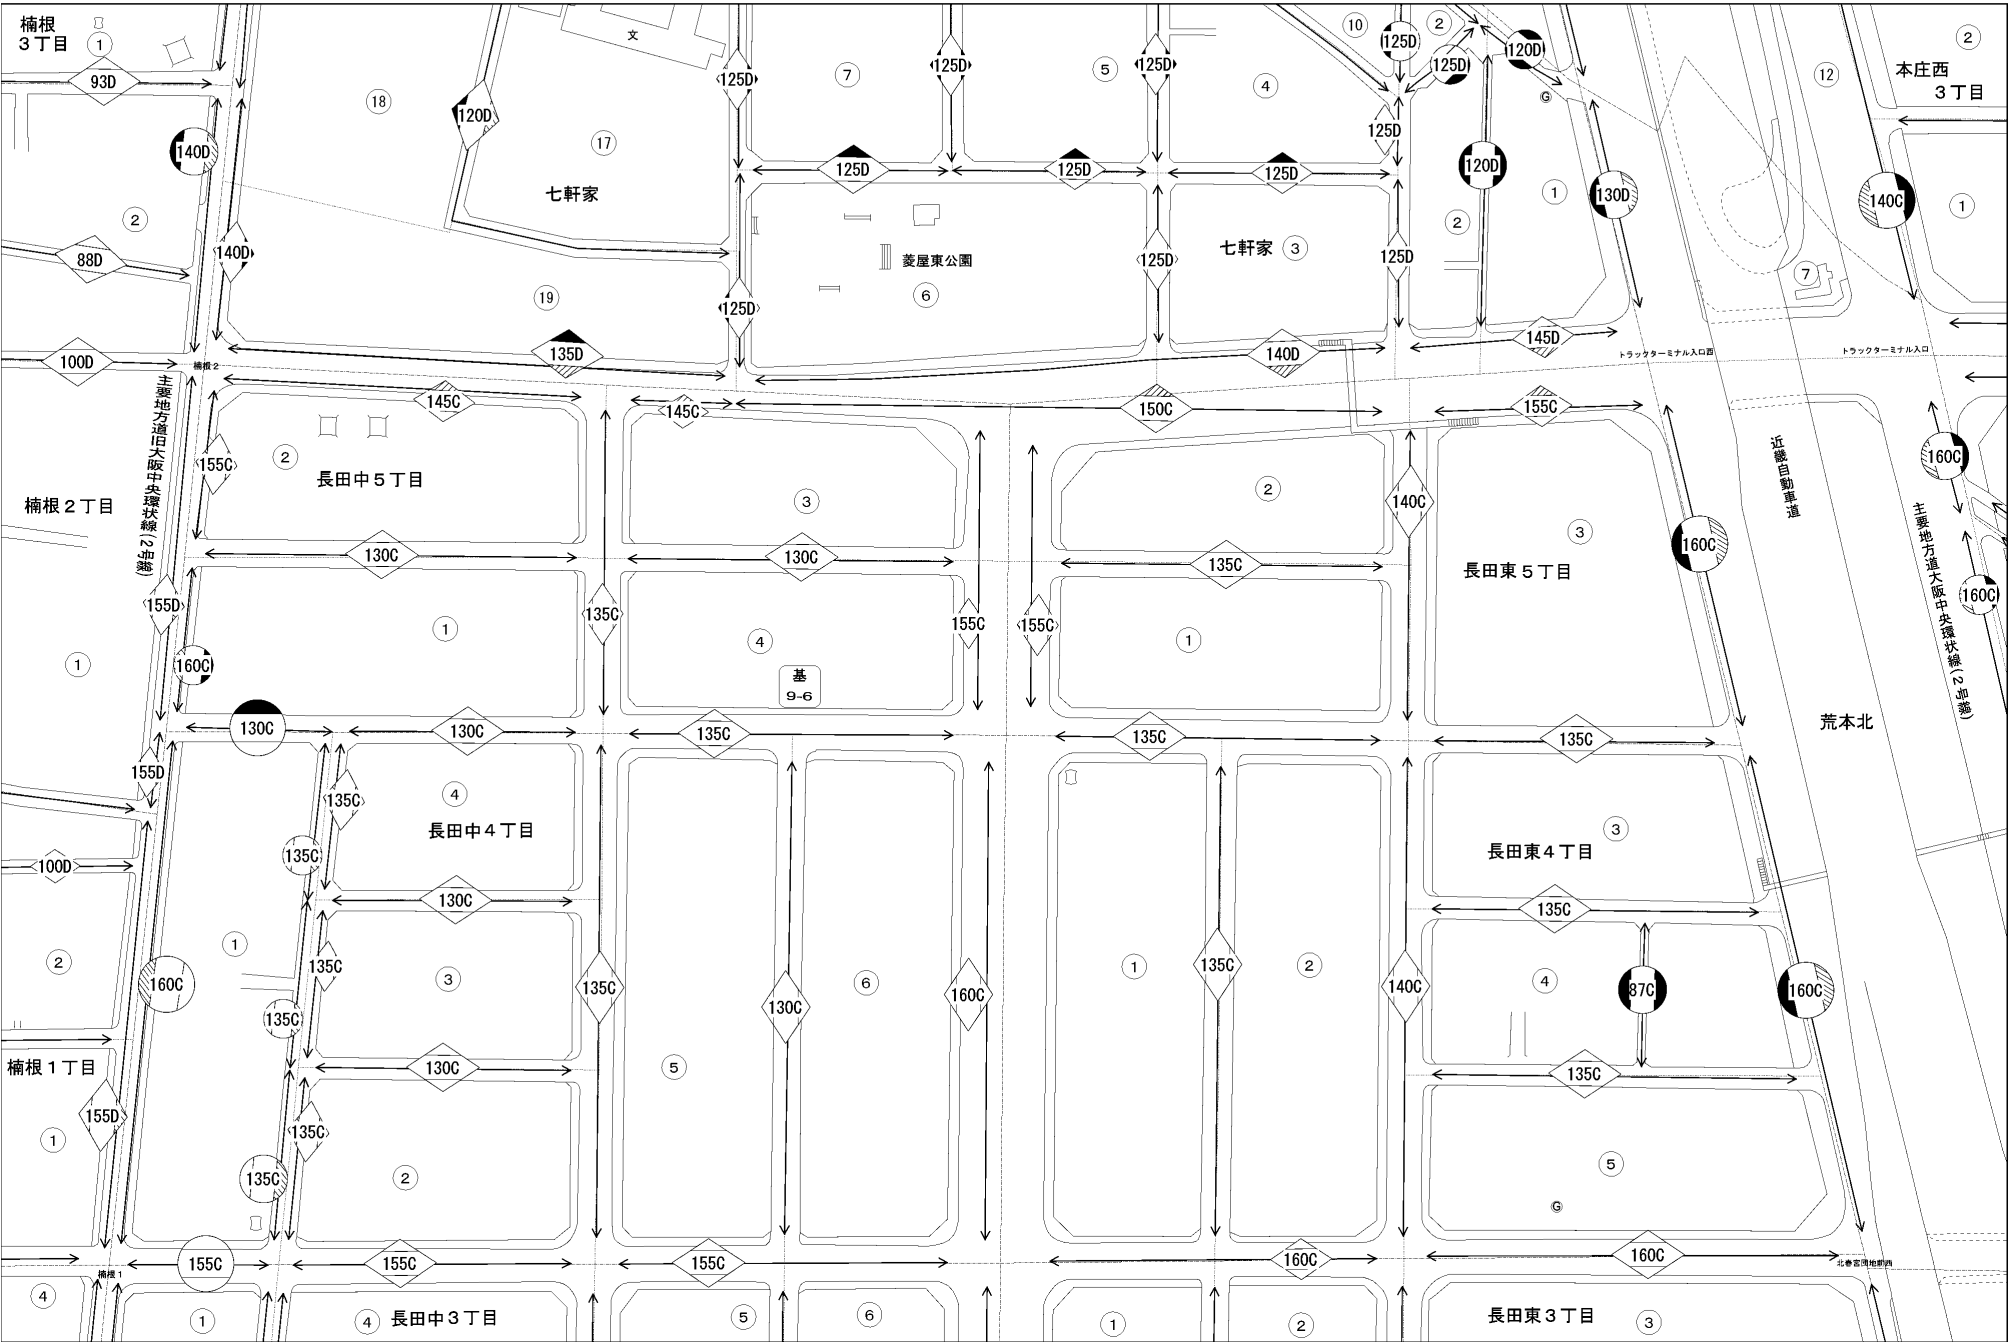 楠根
３丁目
①
93D
140D
②
88D
140D
100D
楠根２
主要地方道旧大阪中央環状線(２号線)
⑱
120D
文
⑰
七軒家
⑲
135D
125D
⑦
125D
⑤
125D
④
⑩
125D
②
125D
120D
Ⓖ
⑫
②
本庄西
３丁目
125D
125D
125D
125D
120D
①
130D
140C
①
菱屋東公園
⑥
125D
七軒家
③
125D
②
⑦
125D
140D
145D
トラックターミナル入口西
トラックターミナル入口
145C
145C
150C
155C
155C
②
長田中５丁目
③
②
140C
近畿自動車道
160C
楠根２丁目
主要地方道大阪中央環状線(２号線)
130C
130C
135C
③
160C
長田東５丁目
155D
135C
155C
155C
160C
①
①
④
①
160C
基
9-6
130C
130C
135C
135C
135C
荒本北
155D
135C
④
長田中４丁目
③
長田東４丁目
135C
100D
130C
135C
①
②
135C
③
160C
135C
135C
130C
⑥
160C
①
135C
②
140C
④
87C
160C
楠根１丁目
130C
⑤
135C
155D
①
135C
135C
②
⑤
Ⓖ
155C
155C
155C
160C
160C
楠根１
④
①
④
長田中３丁目
⑤
⑥
①
②
長田東３丁目
③